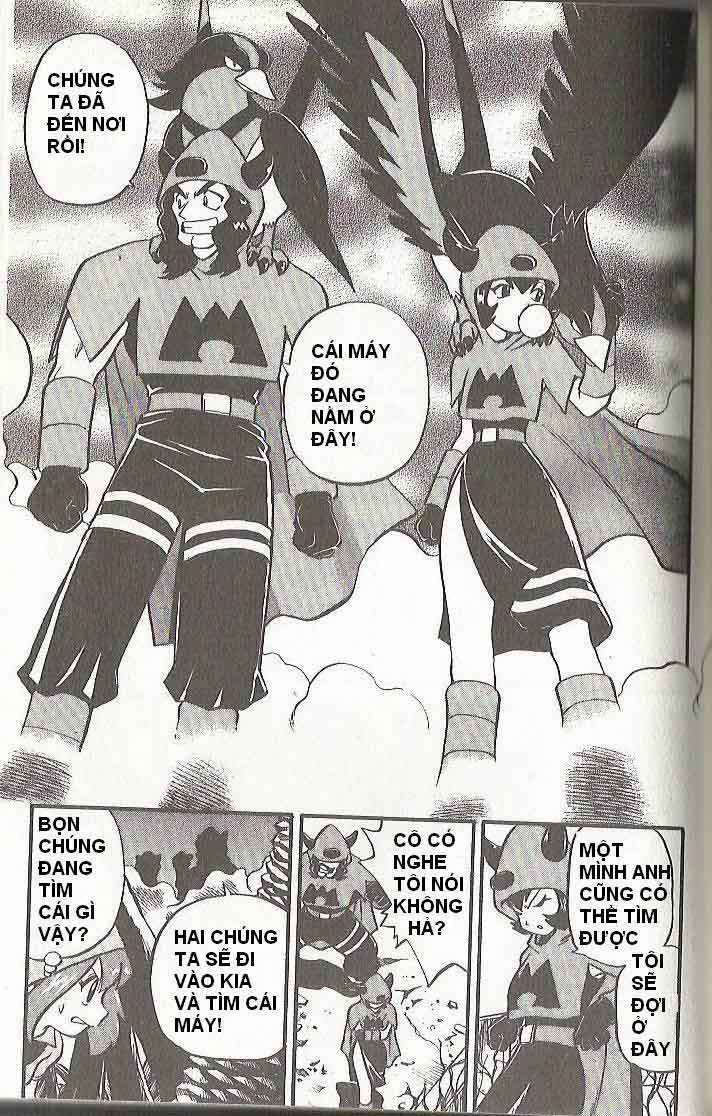 CHÚNG
TA ĐÃ
ĐẾN NƠI
RỒI!
CÁI MÁY
ĐÓ
ĐANG
NẰM Ở
ĐÂY!
BỌN
CHÚNG
ĐANG
TÌM
CÁI GÌ
VẬY?
HAI CHÚNG
TA SẼ ĐI
VÀO KIA
VÀ TÌM CÁI
MÁY!
CÔ CÓ
NGHE
TÔI NÓI
KHÔNG
HẢ?
MỘT
MÌNH ANH
CŨNG CÓ
THỂ TÌM
ĐƯỢC
TÔI
SẼ
ĐỢI
Ở
ĐÂY